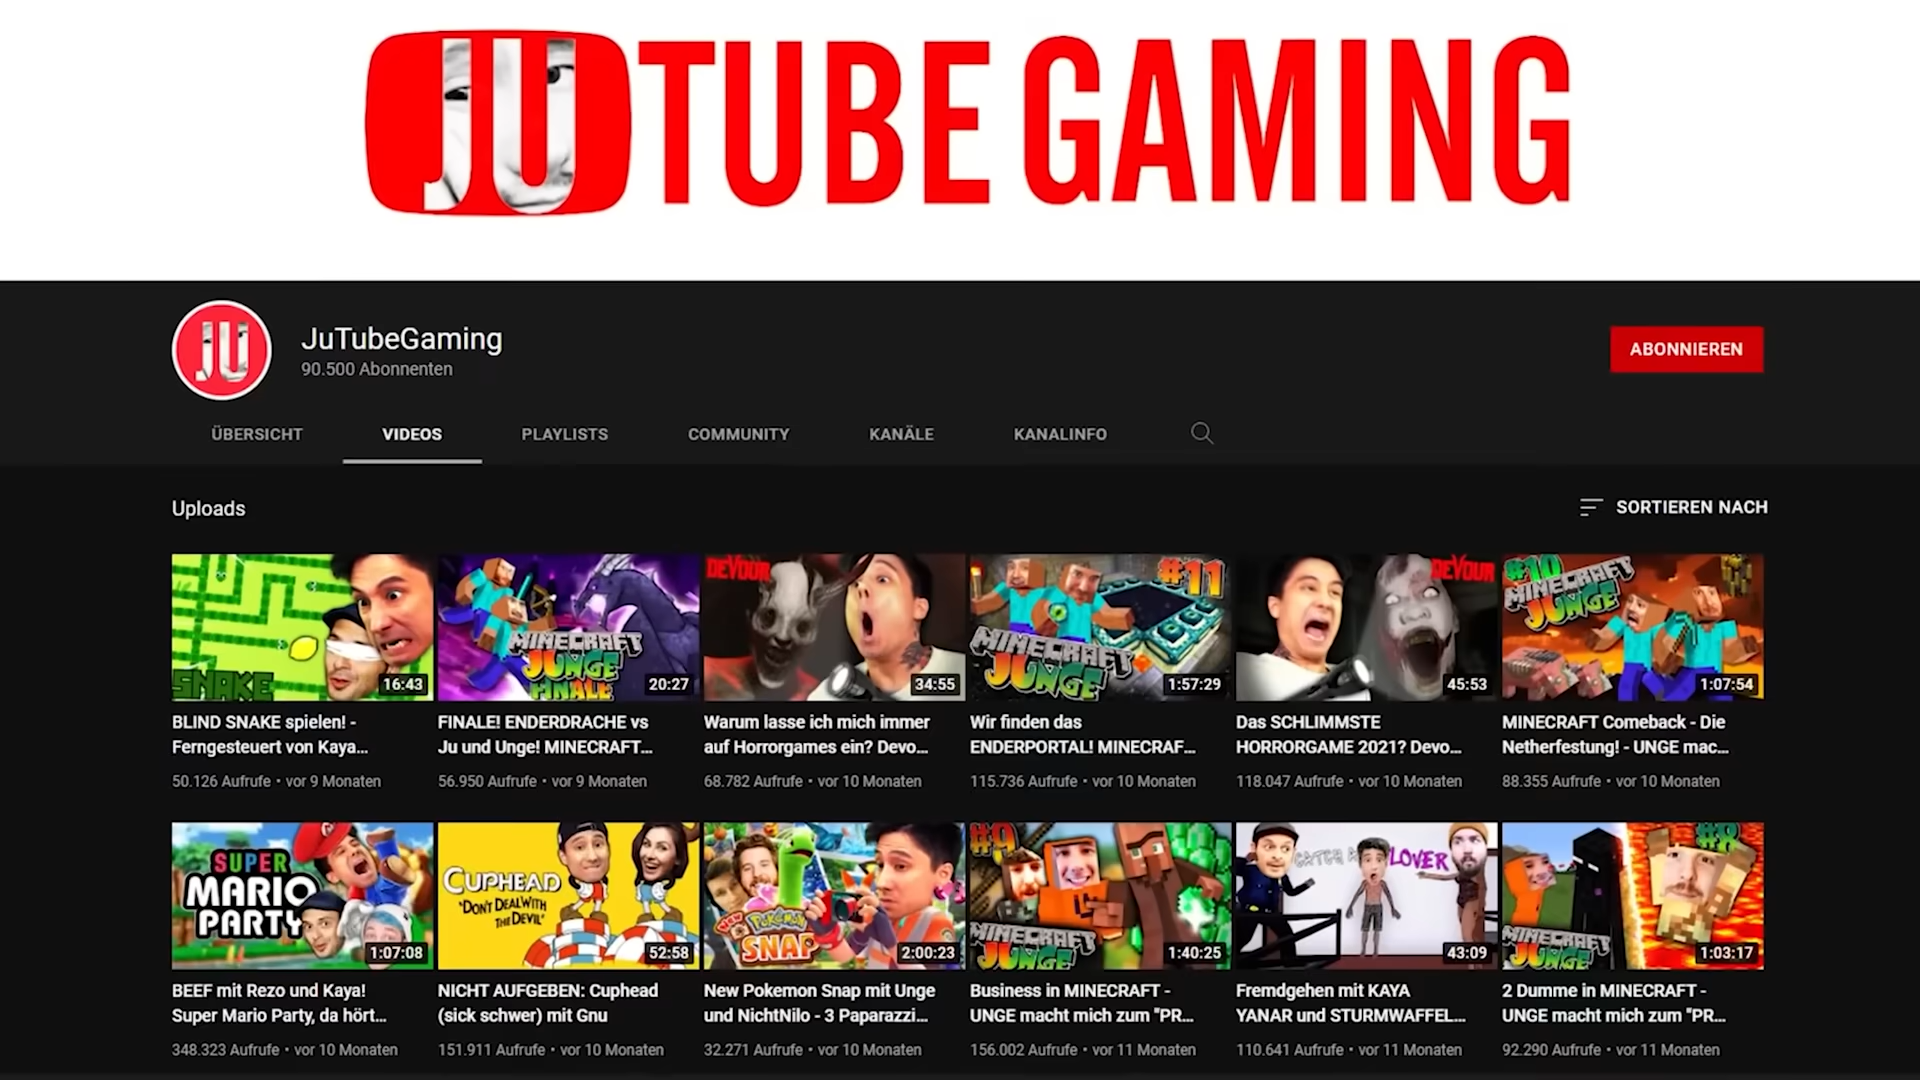 JU TUBE GAMING
JU
JuTubeGaming
90.500 Abonnenten
ABONNIEREN
ÜBERSICHT VIDEOS PLAYLISTS COMMUNITY KANÄLE KANALINFO
Uploads
SORTIEREN NACH
SNAKE
16:43
MINECRAFT
JUNGE
FINALE
20:27
DEVOUR
34:55
#11
MINECRAFT
JUNGE
1:57:29
DEVOUR
45:53
#10
MINECRAFT
JUNGE
1:07:54
BLIND SNAKE spielen! -
Ferngesteuert von Kaya...
50.126 Aufrufe • vor 9 Monaten
FINALE! ENDERDRACHE vs
Ju und Unge! MINECRAFT...
56.950 Aufrufe • vor 9 Monaten
Warum lasse ich mich immer
auf Horrorgames ein? Devo...
68.782 Aufrufe • vor 10 Monaten
Wir finden das
ENDERPORTAL! MINECRAF...
115.736 Aufrufe • vor 10 Monaten
Das SCHLIMMSTE
HORRORGAME 2021? Devo...
118.047 Aufrufe • vor 10 Monaten
MINECRAFT Comeback - Die
Netherfestung! - UNGE mac...
88.355 Aufrufe • vor 10 Monaten
SUPER
MARIO
PARTY
1:07:08
CUPHEAD
"DON'T DEAL WITH
THE DEVIL"
52:58
NEW
POKÉMON
SNAP
2:00:23
#9
MINECRAFT
JUNGE
1:40:25
CATCH A LOVER
43:09
#8
MINECRAFT
JUNGE
1:03:17
BEEF mit Rezo und Kaya!
Super Mario Party, da hört...
348.323 Aufrufe • vor 10 Monaten
NICHT AUFGEBEN: Cuphead
(sick schwer) mit Gnu
151.911 Aufrufe • vor 10 Monaten
New Pokemon Snap mit Unge
und NichtNilo - 3 Paparazzi...
32.271 Aufrufe • vor 10 Monaten
Business in MINECRAFT -
UNGE macht mich zum "PR...
156.002 Aufrufe • vor 11 Monaten
Fremdgehen mit KAYA
YANAR und STURMWAFFEL...
110.641 Aufrufe • vor 11 Monaten
2 Dumme in MINECRAFT -
UNGE macht mich zum "PR...
92.290 Aufrufe • vor 11 Monaten